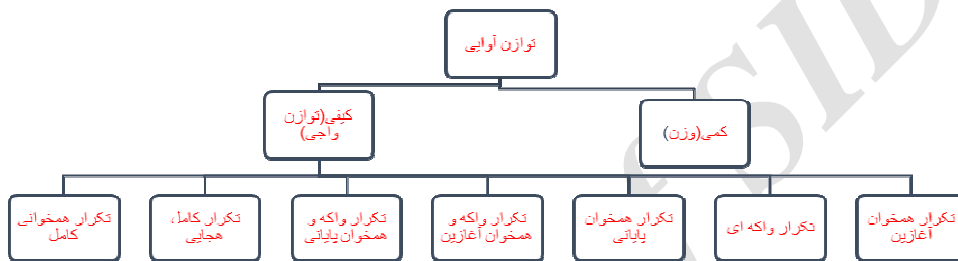 توازن آوایی
کمی(وزن)
کیفی(توازن
واجی)
تکرار همخوان
آغازین
تکرار واکه ای
تکرار همخوان
پایانی
تکرار واکه و
همخوان آغازین
تکرار واکه و
همخوان پایانی
تکرار کامل
هجایی
تکرار همخوانی
کامل
SID